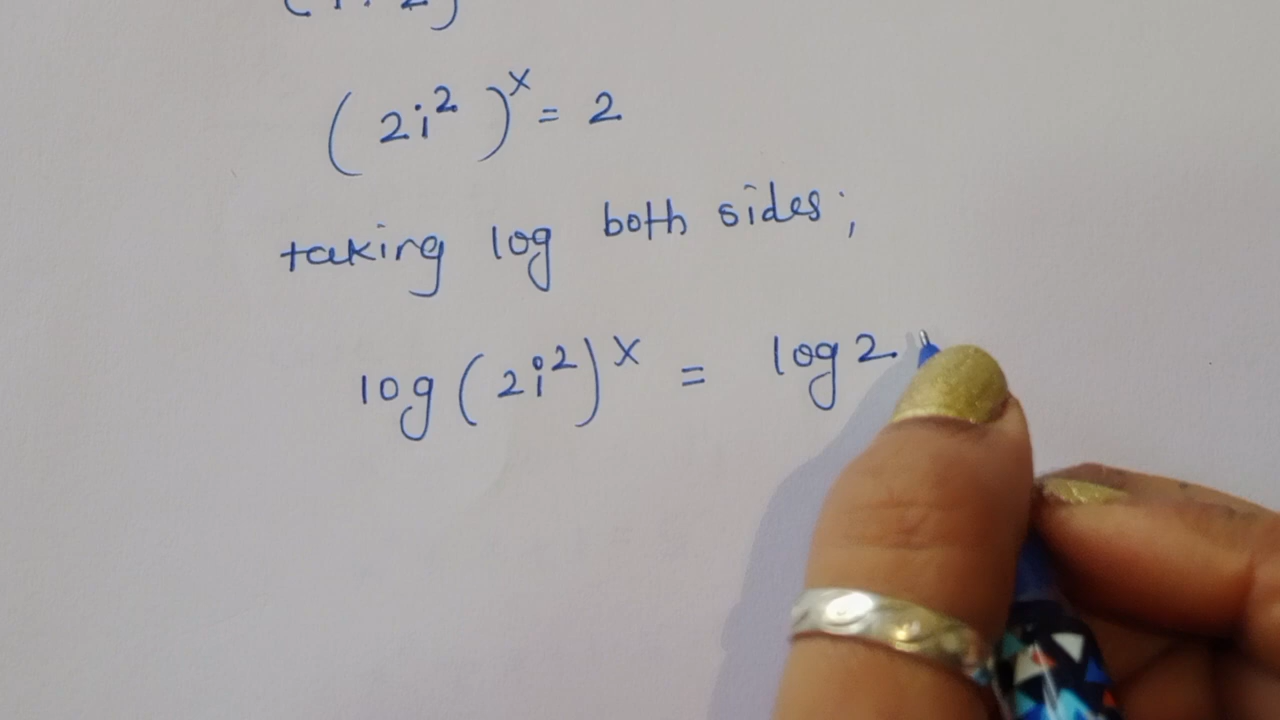 (2i²)ˣ = 2
taking log both sides;
log (2i²)ˣ = log 2